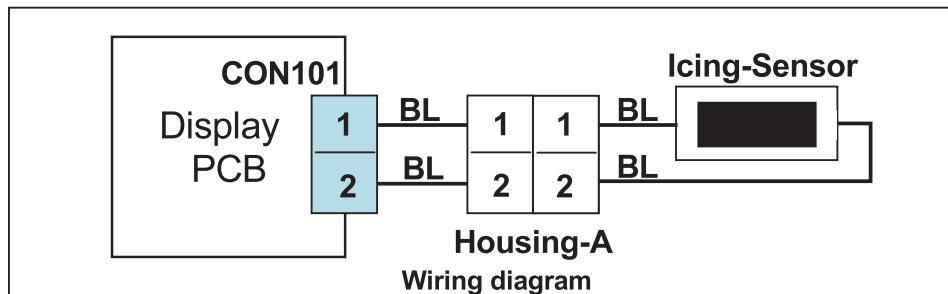 Icing-Sensor
CON101
Display
PCB
1 BL 1 1 BL
2 BL 2 2 BL
Housing-A
Wiring diagram